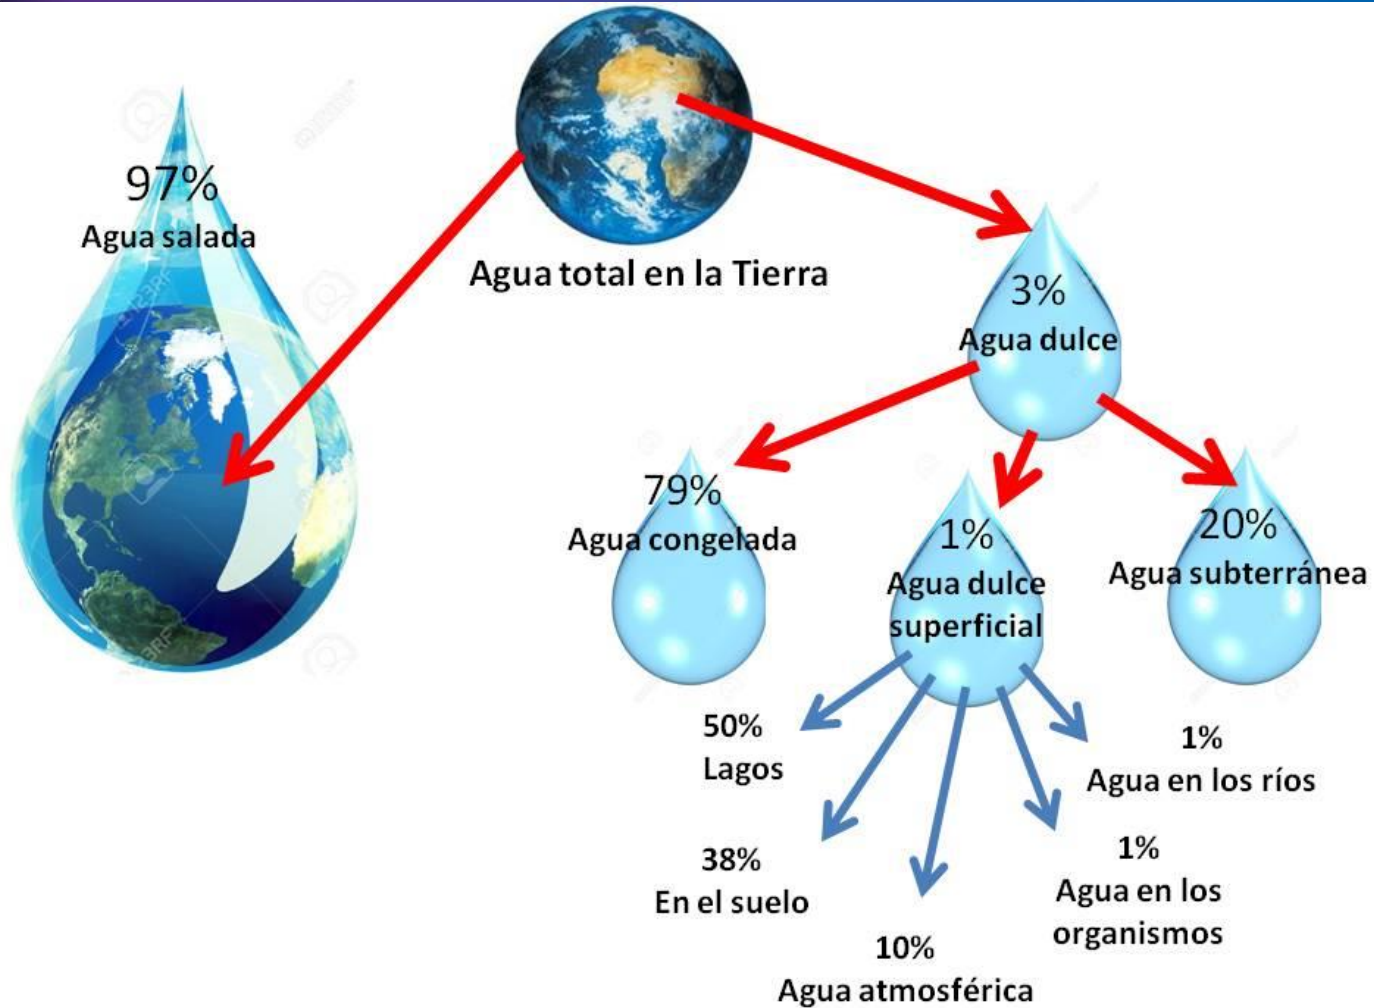 97%
Agua salada
Agua total en la Tierra
3%
Agua dulce
79%
Agua congelada
1%
Agua dulce
superficial
20%
Agua subterránea
50%
Lagos
38%
En el suelo
10%
Agua atmosférica
1%
Agua en los
organismos
1%
Agua en los ríos
123RF